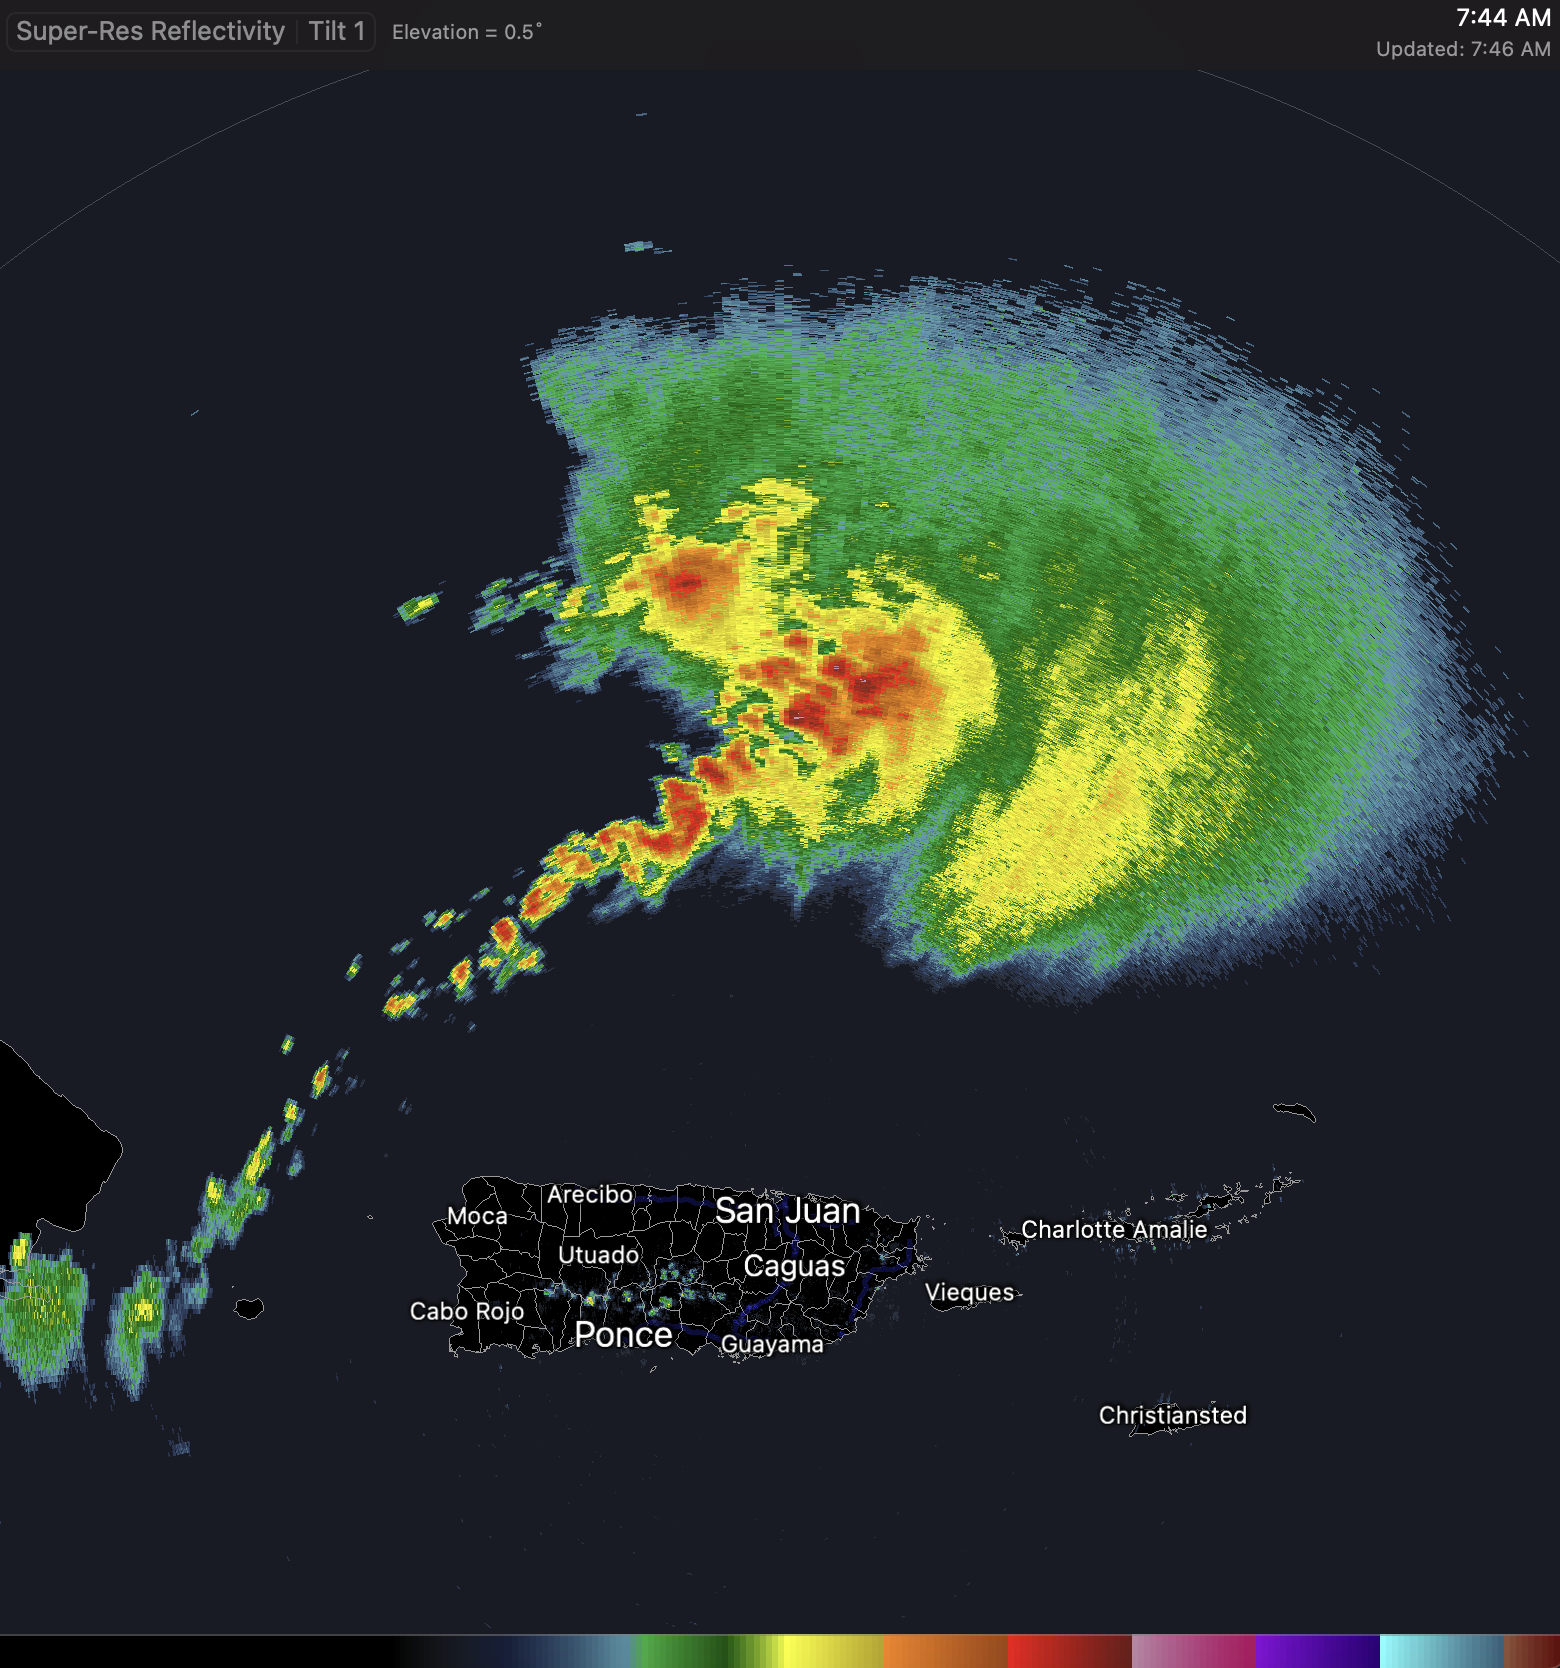 Super-Res Reflectivity Tilt 1 Elevation = 0.5° 7:44 AM
Updated: 7:46 AM
Arecibo
San Juan
Moca
Charlotte Amalie
Utuado
Caguas
Vieques
Cabo Rojo
Ponce
Guayama
Christiansted